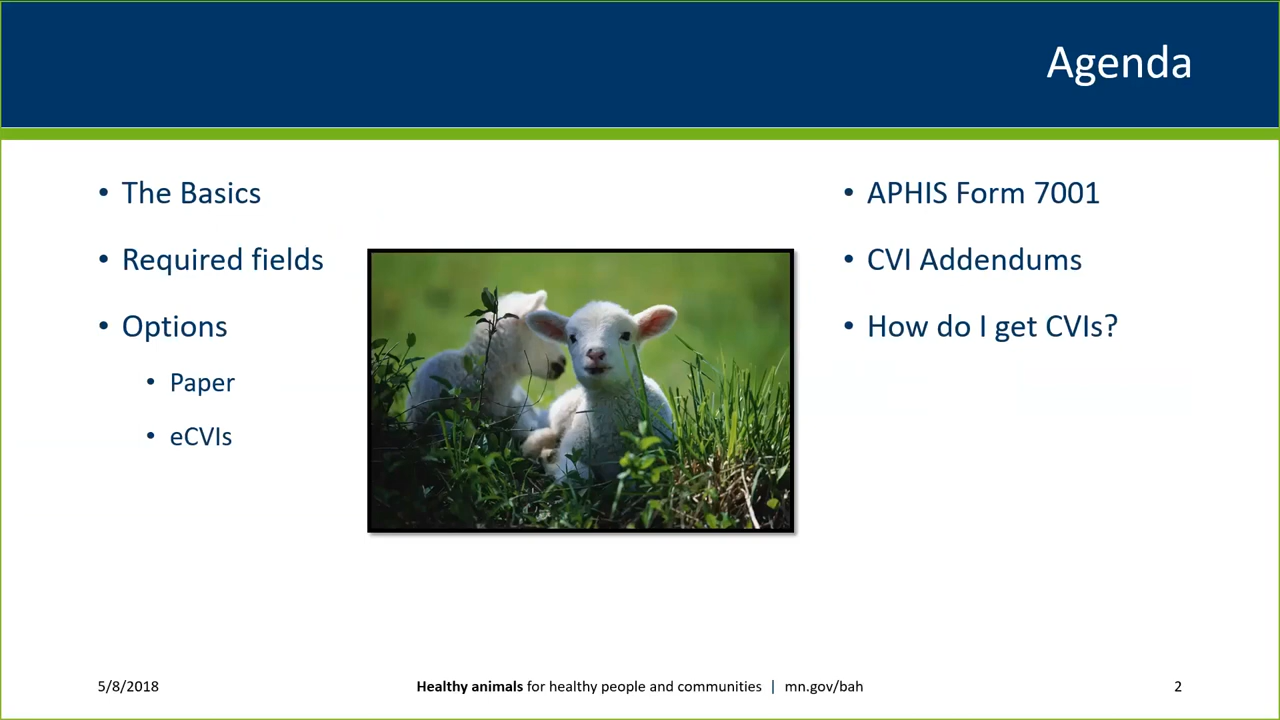 Agenda
• The Basics
• Required fields
• Options
• Paper
• eCVIs
• APHIS Form 7001
• CVI Addendums
• How do I get CVIs?
5/8/2018
Healthy animals for healthy people and communities | mn.gov/bah
2